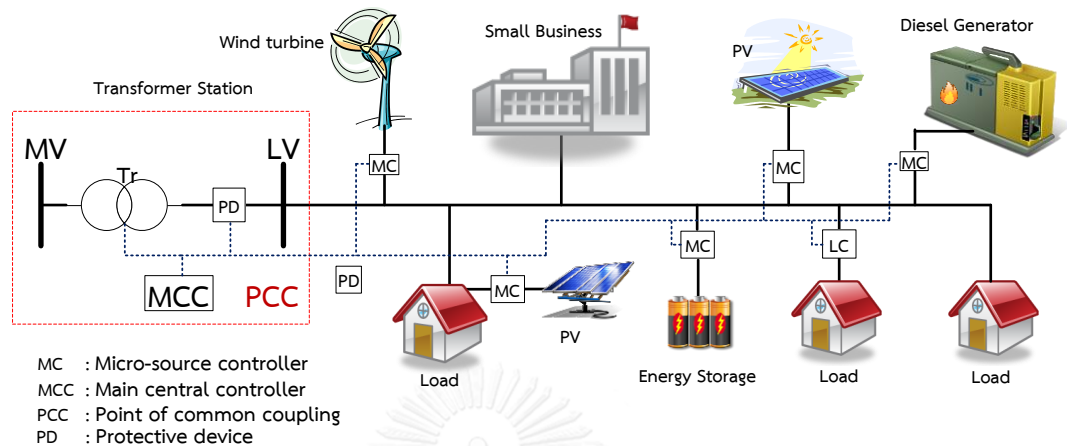 Wind turbine
Small Business
PV
Diesel Generator
Transformer Station
MV
Tr
PD
LV
MC
MC
MC
MCC
PCC
PD
MC
PV
MC
LC
Load
Energy Storage
Load
Load
MC : Micro-source controller
MCC : Main central controller
PCC : Point of common coupling
PD : Protective device